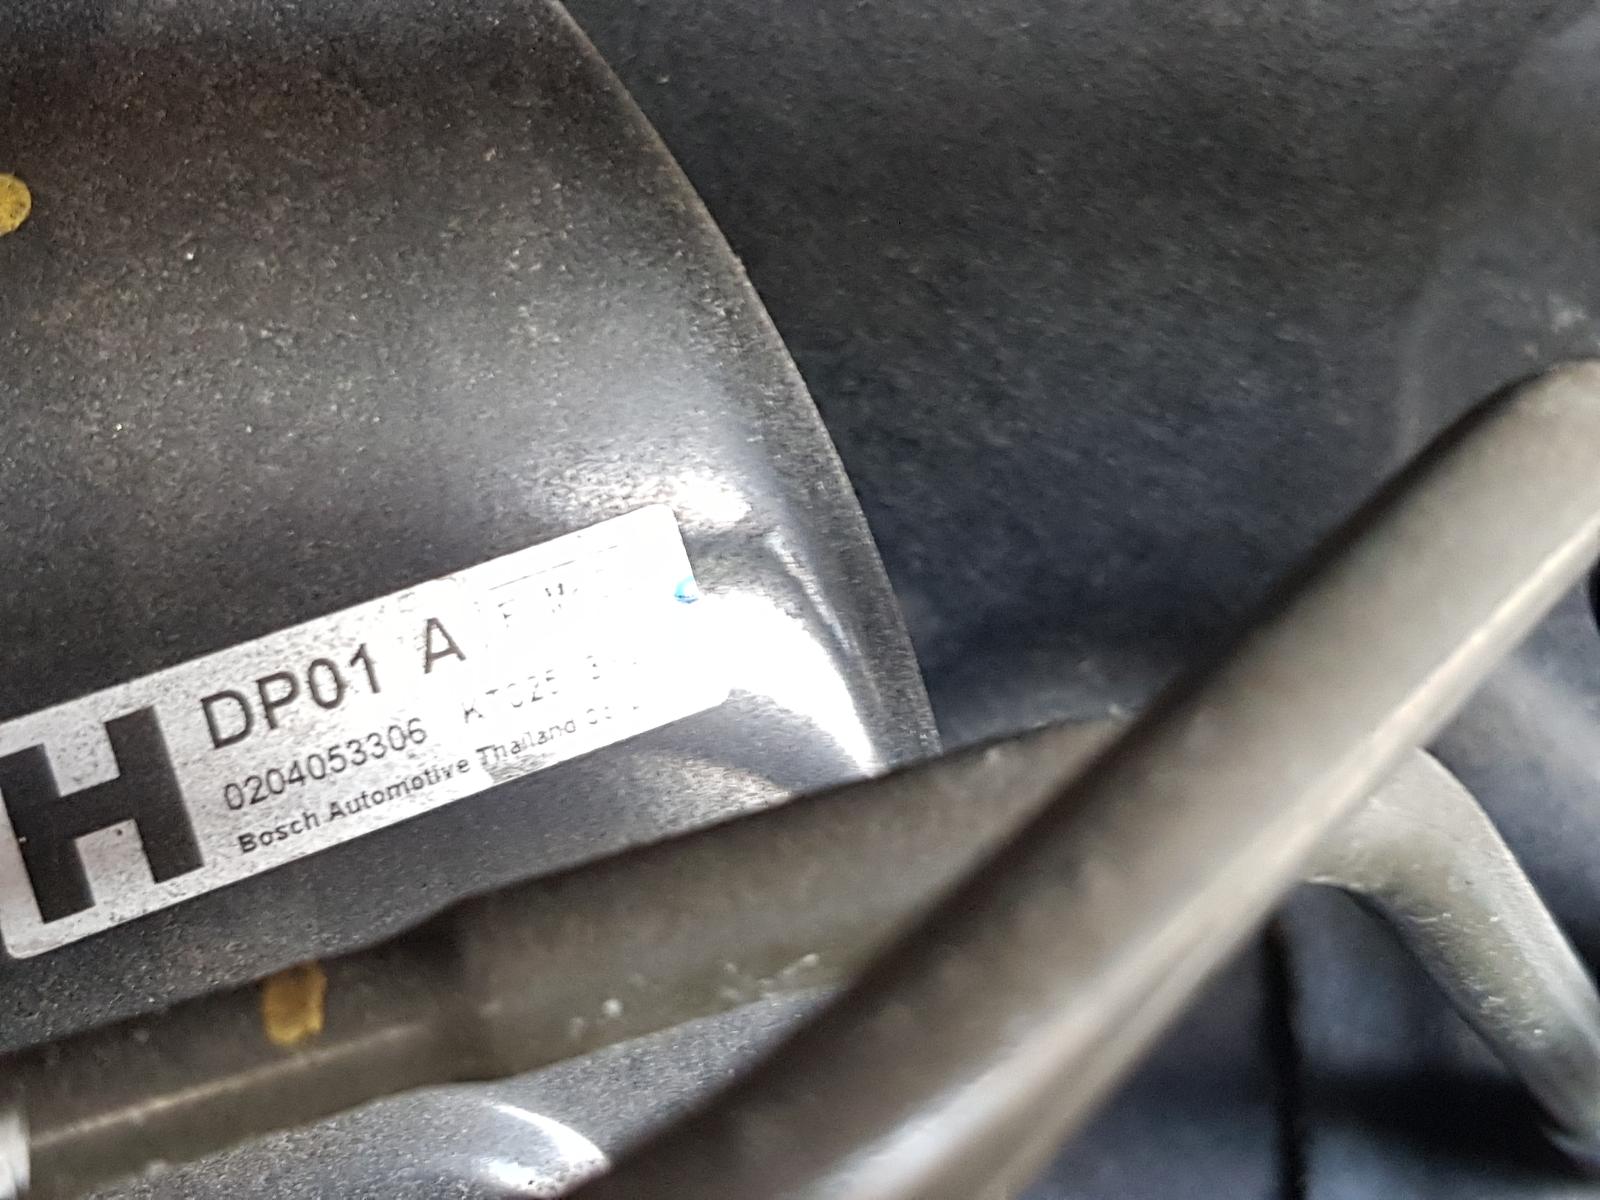 H
DP01 A
0204053306
Bosch Automotive Thailand